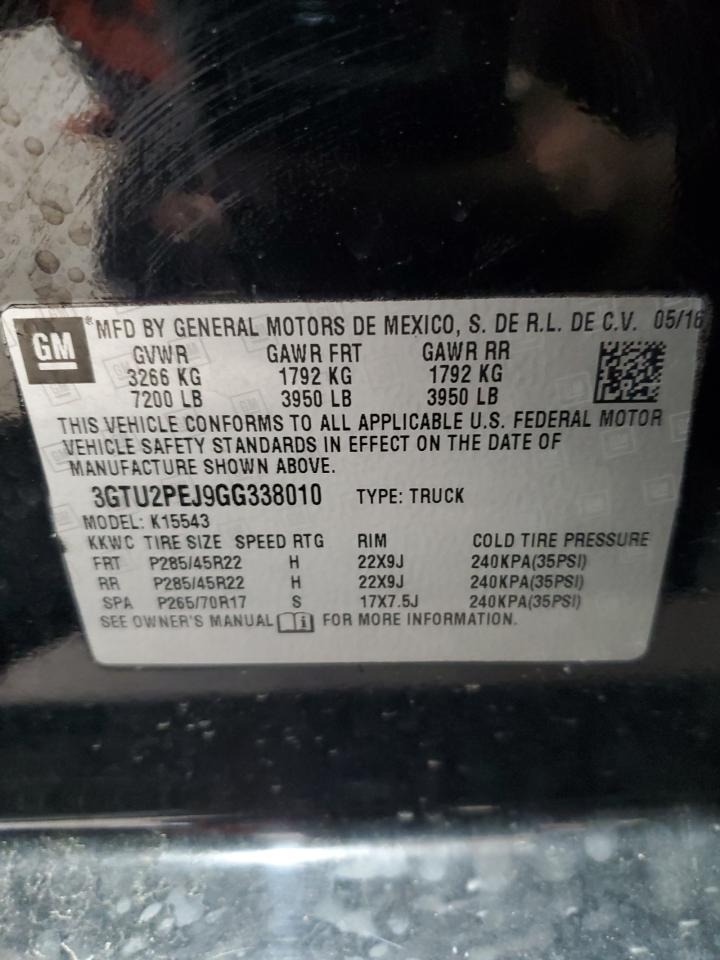 GM
®MFD BY GENERAL MOTORS DE MEXICO, S. DE R.L. DE C.V. 05/16
GVWR GAWR FRT GAWR RR
3266 KG 1792 KG 1792 KG
7200 LB 3950 LB 3950 LB
THIS VEHICLE CONFORMS TO ALL APPLICABLE U.S. FEDERAL MOTOR
VEHICLE SAFETY STANDARDS IN EFFECT ON THE DATE OF
MANUFACTURE SHOWN ABOVE.
3GTU2PEJ9GG338010 TYPE: TRUCK
MODEL: K15543
KKWC TIRE SIZE SPEED RTG RIM COLD TIRE PRESSURE
FRT P285/45R22 H 22X9J 240KPA(35PSI)
RR P285/45R22 H 22X9J 240KPA(35PSI)
SPA P265/70R17 S 17X7.5J 240KPA(35PSI)
SEE OWNER'S MANUAL i FOR MORE INFORMATION.